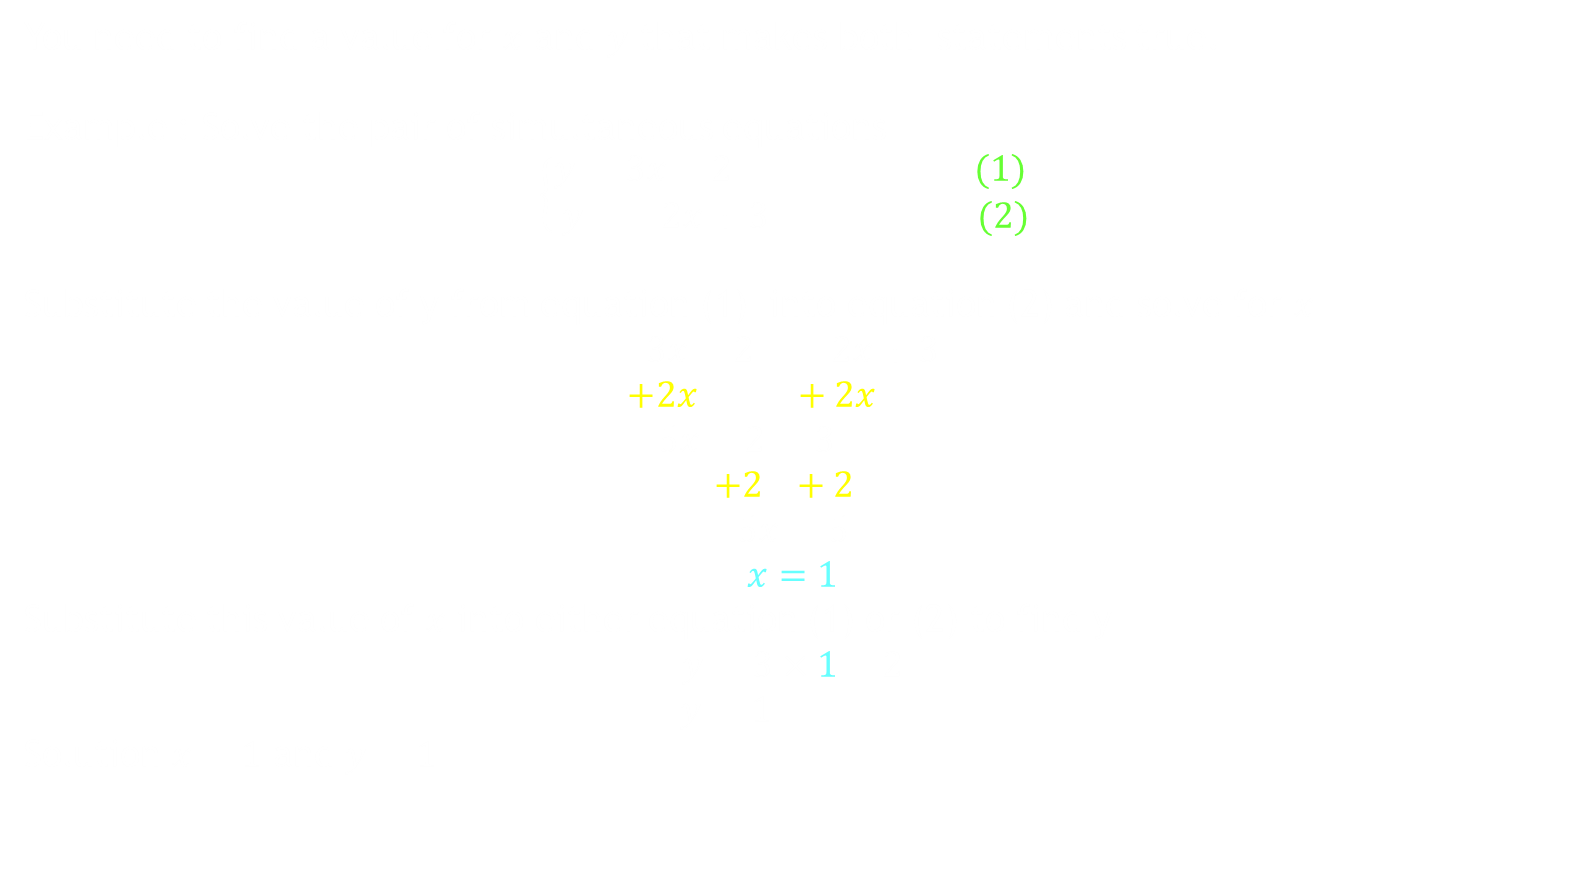 (1)
(2)
+2x + 2x
+2 + 2
x = 1
1